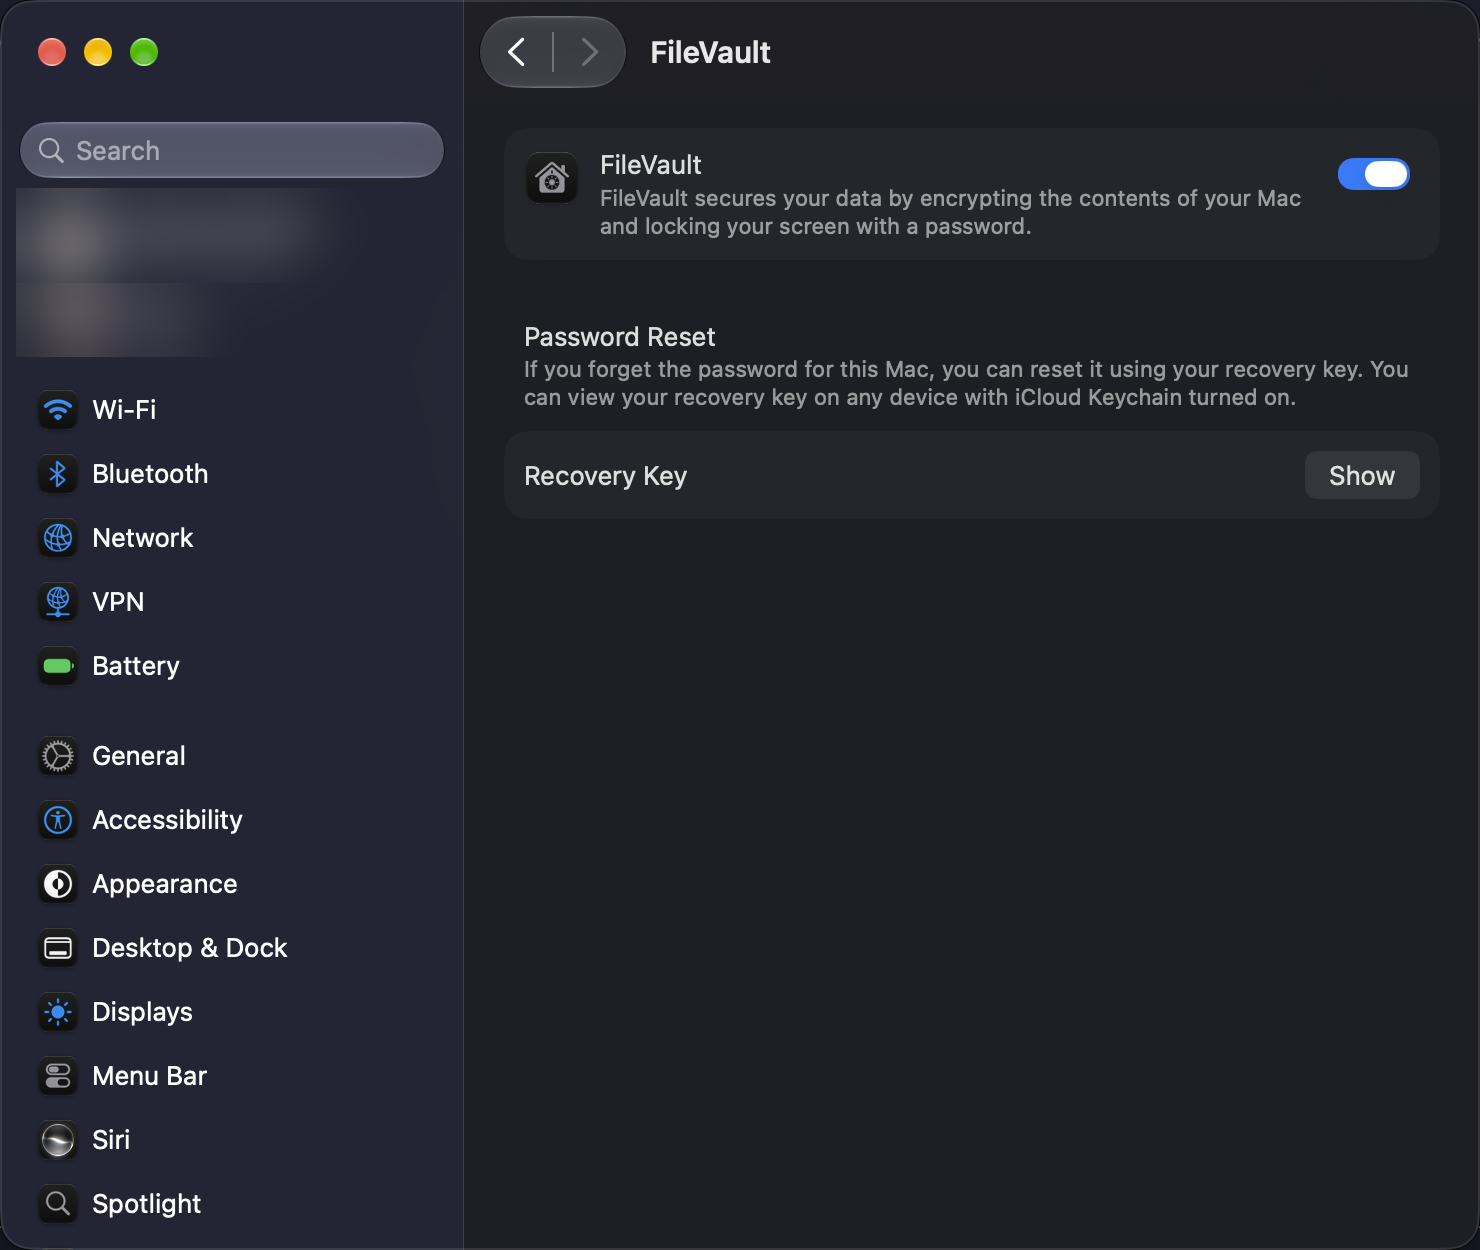 FileVault
Search
Wi-Fi
Bluetooth
Network
VPN
Battery
General
Accessibility
Appearance
Desktop & Dock
Displays
Menu Bar
Siri
Spotlight
FileVault
FileVault secures your data by encrypting the contents of your Mac
and locking your screen with a password.
Password Reset
If you forget the password for this Mac, you can reset it using your recovery key. You
can view your recovery key on any device with iCloud Keychain turned on.
Recovery Key
Show